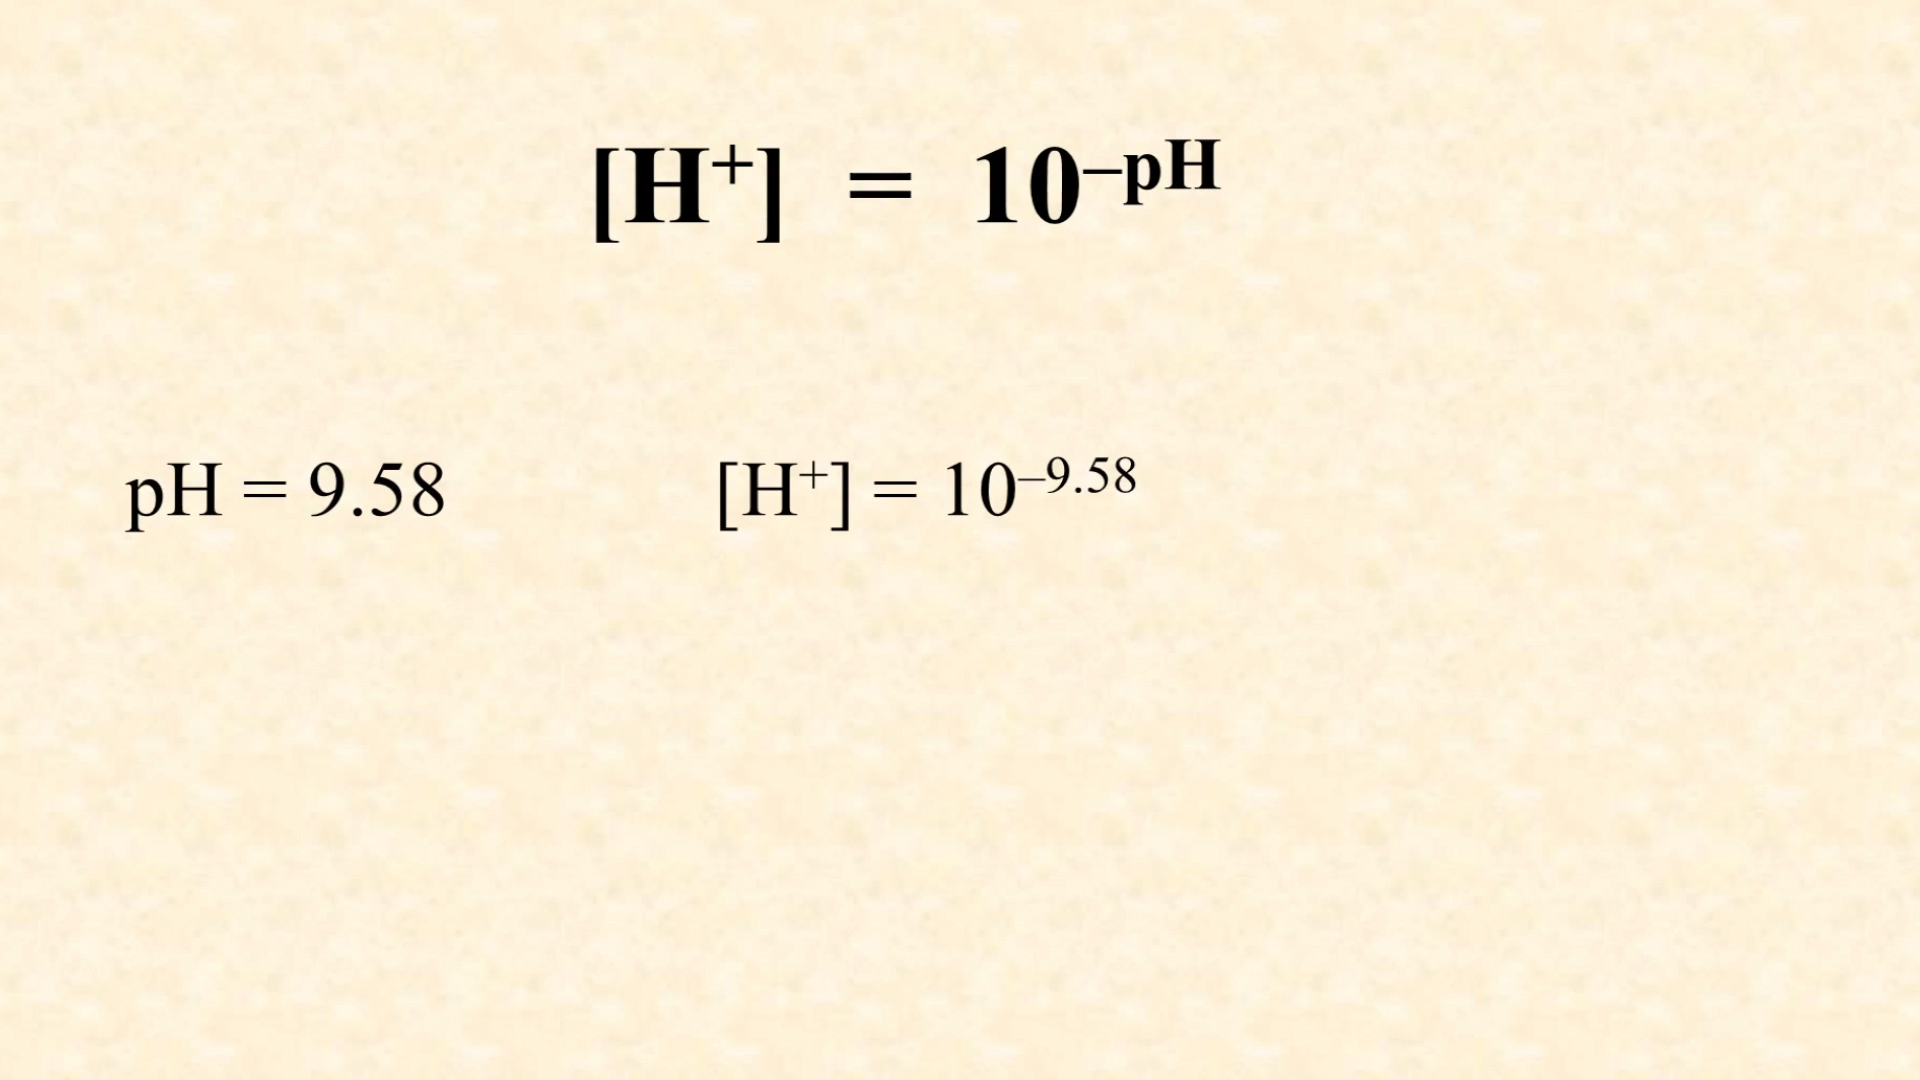 [H⁺] = 10⁻ᵖᴴ
pH = 9.58 [H⁺] = 10⁻⁹·⁵⁸